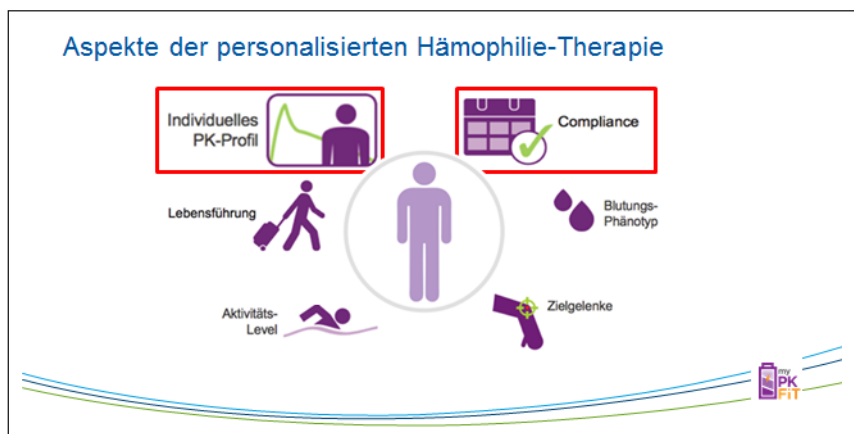 Aspekte der personalisierten Hämophilie-Therapie
Individuelles
PK-Profil
Compliance
Lebensführung
Blutungs-
Phänotyp
Aktivitäts-
Level
Zielgelenke
my
PK
FiT